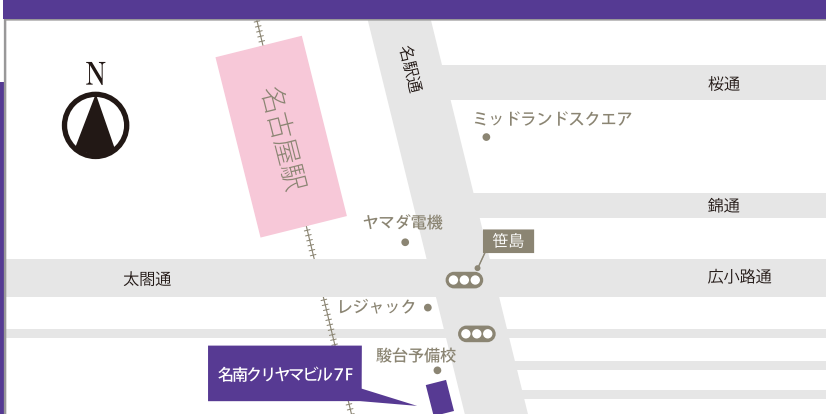 N
名駅通
桜通
名古屋駅
ミッドランドスクエア
錦通
ヤマダ電機
笹島
太閤通
広小路通
レジャック
駿台予備校
名南クリヤマビル7F